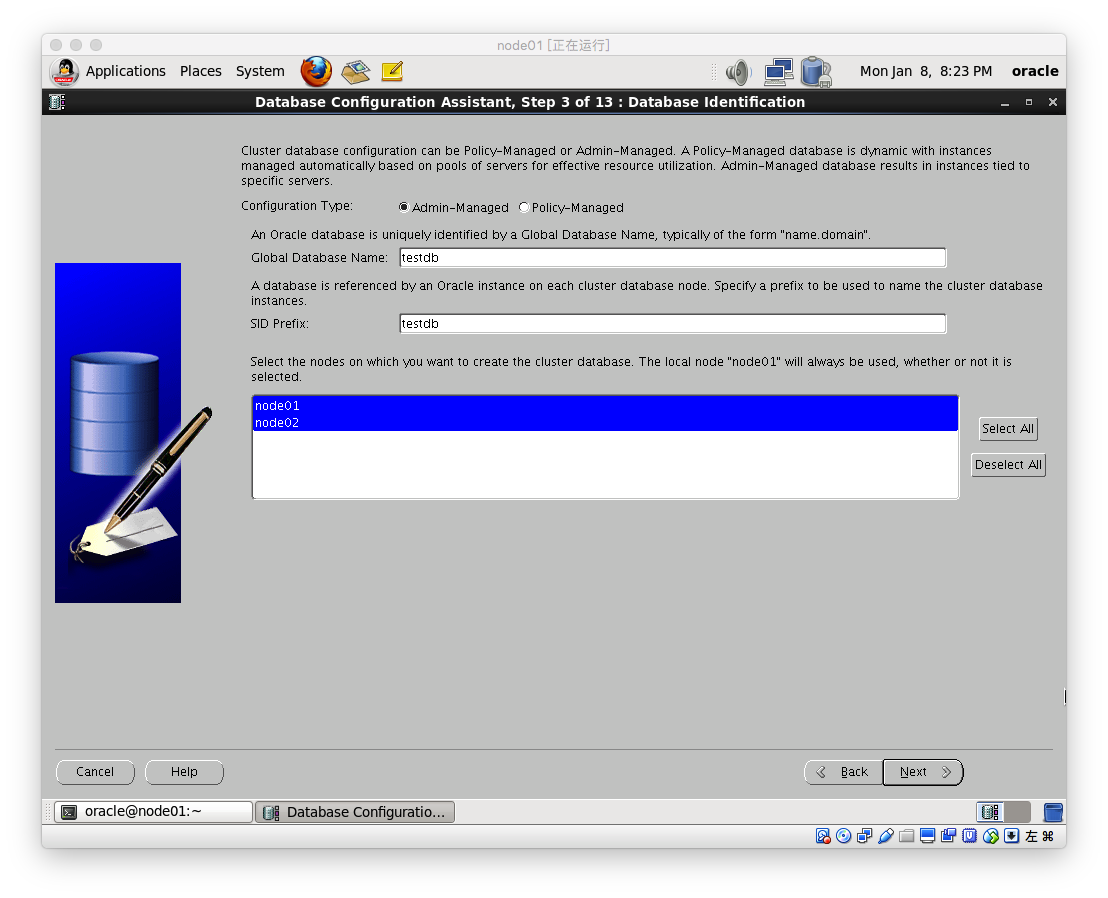 node01 [正在运行]
Applications Places System Mon Jan 8, 8:23 PM oracle
Database Configuration Assistant, Step 3 of 13 : Database Identification
Cluster database configuration can be Policy-Managed or Admin-Managed. A Policy-Managed database is dynamic with instances
managed automatically based on pools of servers for effective resource utilization. Admin-Managed database results in instances tied to
specific servers.
Configuration Type: Admin-Managed Policy-Managed
An Oracle database is uniquely identified by a Global Database Name, typically of the form "name.domain".
Global Database Name: testdb
A database is referenced by an Oracle instance on each cluster database node. Specify a prefix to be used to name the cluster database
instances.
SID Prefix: testdb
Select the nodes on which you want to create the cluster database. The local node "node01" will always be used, whether or not it is
selected.
node01
node02
Select All
Deselect All
Cancel Help Back Next
oracle@node01:~ Database Configuratio...
左 ⌘